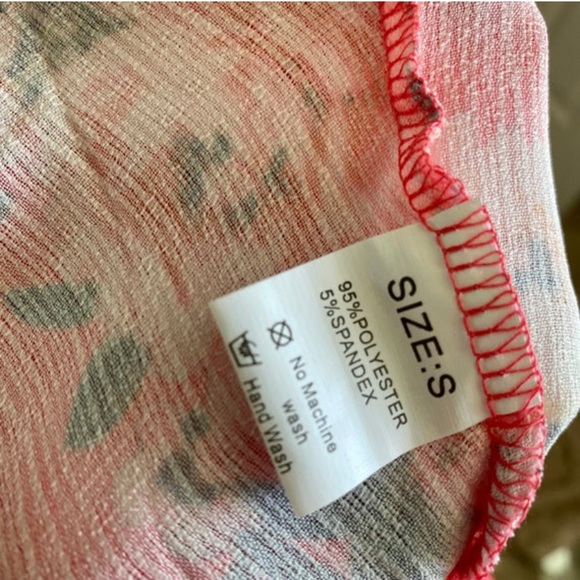 SIZE:S
95%POLYESTER
5%SPANDEX
No Machine
wash
Hand Wash